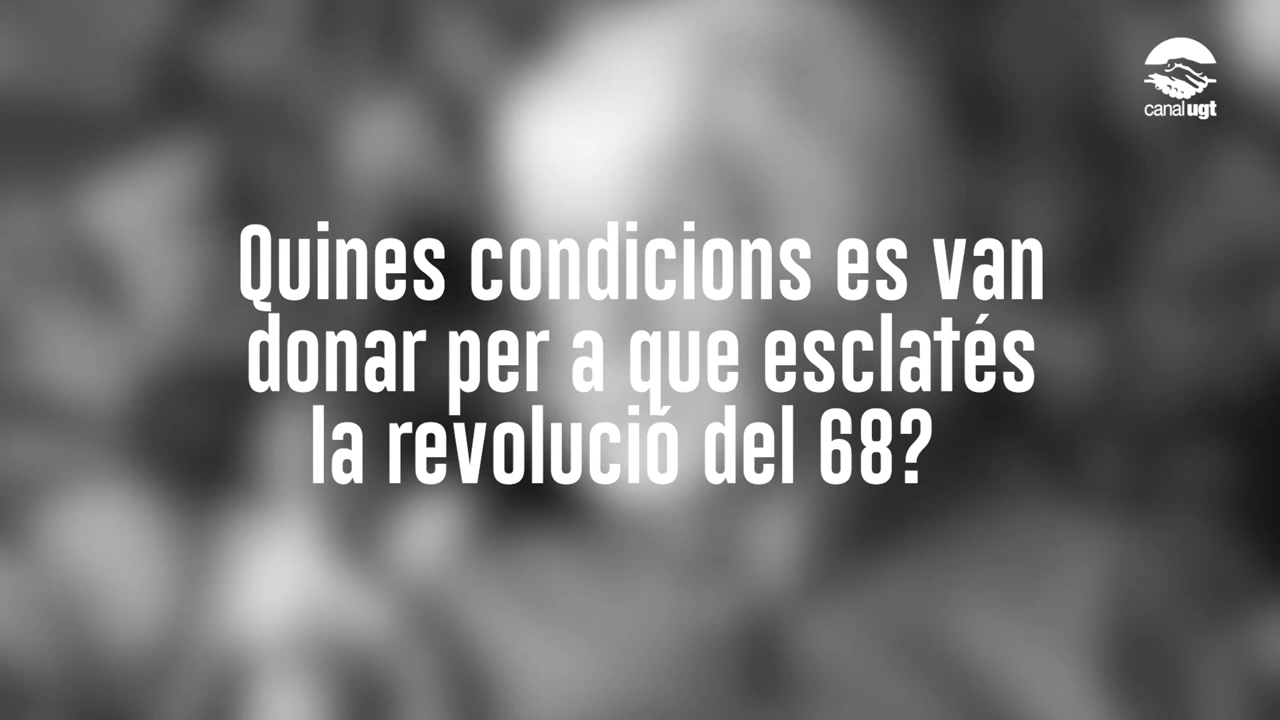 canal ugt
Quines condicions es van
donar per a que esclatés
la revolució del 68?